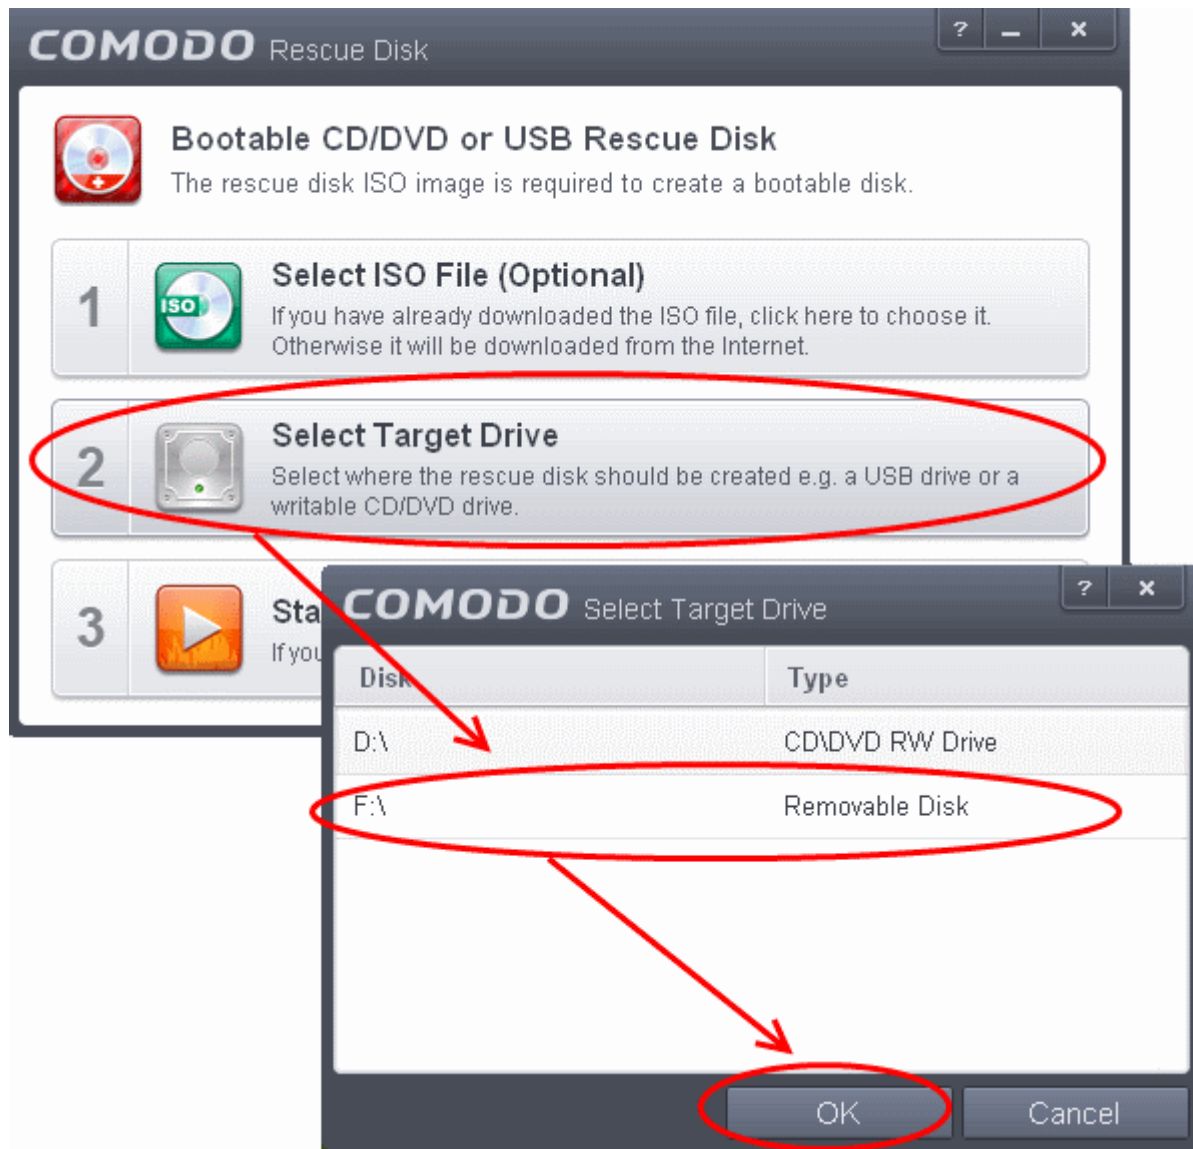 COMODO Rescue Disk
? – ×
Bootable CD/DVD or USB Rescue Disk
The rescue disk ISO image is required to create a bootable disk.
1
ISO
Select ISO File (Optional)
If you have already downloaded the ISO file, click here to choose it.
Otherwise it will be downloaded from the Internet.
2
Select Target Drive
Select where the rescue disk should be created e.g. a USB drive or a
writable CD/DVD drive.
3
Sta
If you
COMODO Select Target Drive
? ×
Disk Type
D:\ CD\DVD RW Drive
F:\ Removable Disk
OK Cancel